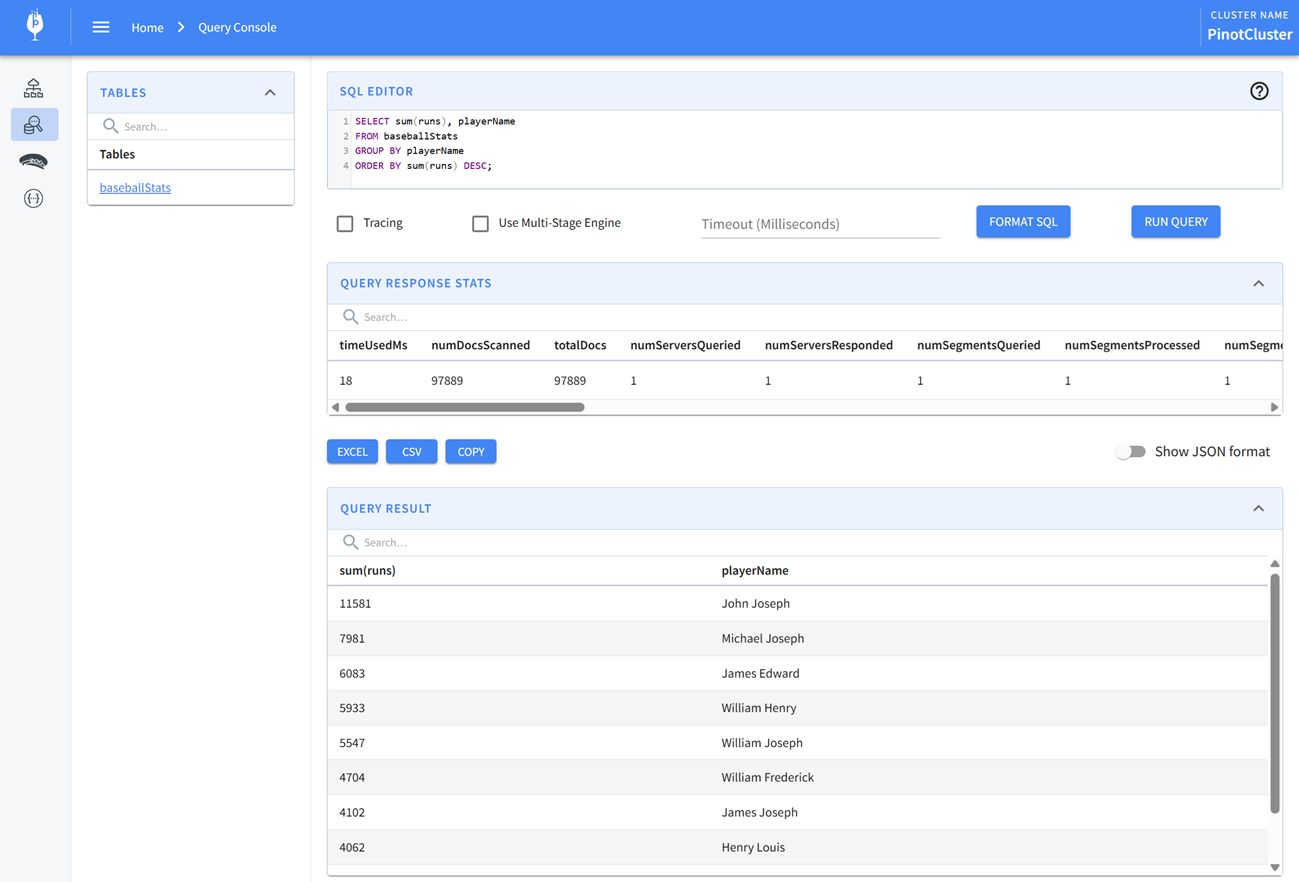 Home > Query Console
CLUSTER NAME
PinotCluster
TABLES
Search...
Tables
baseballStats
SQL EDITOR
1 SELECT sum(runs), playerName
2 FROM baseballStats
3 GROUP BY playerName
4 ORDER BY sum(runs) DESC;
Tracing
Use Multi-Stage Engine
Timeout (Milliseconds)
FORMAT SQL
RUN QUERY
QUERY RESPONSE STATS
Search...
timeUsedMs numDocsScanned totalDocs numServersQueried numServersResponded numSegmentsQueried numSegmentsProcessed numSegm
18 97889 97889 1 1 1 1 1
EXCEL CSV COPY
Show JSON format
QUERY RESULT
Search...
sum(runs) playerName
11581 John Joseph
7981 Michael Joseph
6083 James Edward
5933 William Henry
5547 William Joseph
4704 William Frederick
4102 James Joseph
4062 Henry Louis